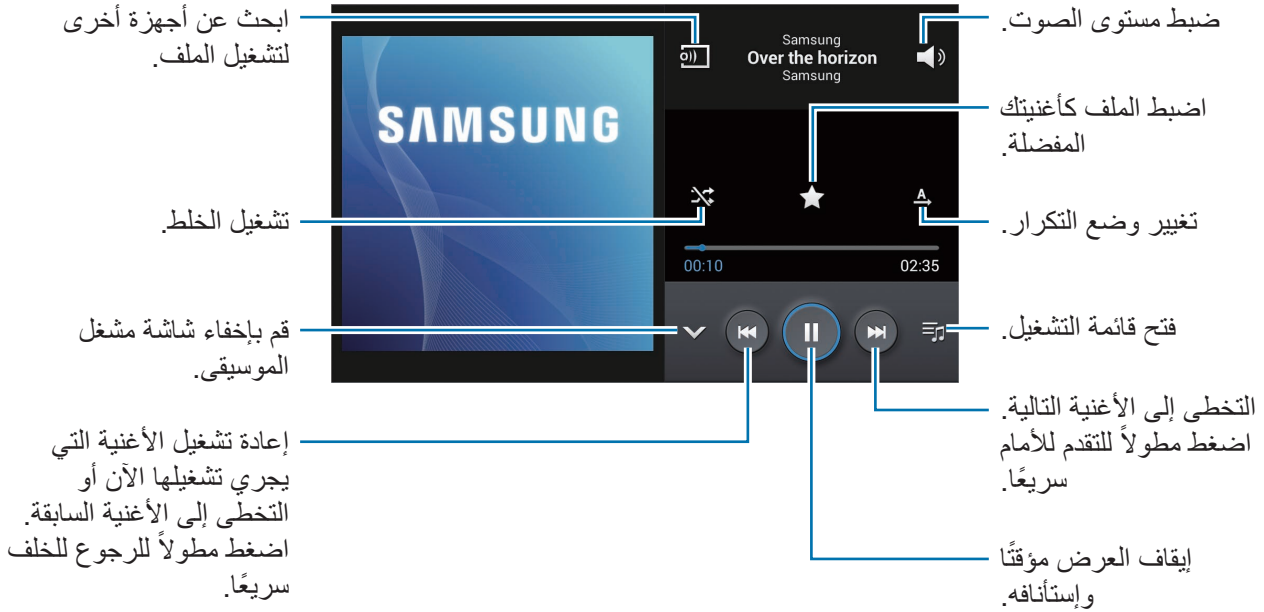 ضبط مستوى الصوت.
اضبط الملف كأغنيتك
المفضلة.
تغيير وضع التكرار.
فتح قائمة التشغيل.
التخطى إلى الأغنية التالية.
اضغط مطولاً للتقدم للأمام
سريعًا.
إيقاف العرض مؤقتًا
وإستأنافه.
Samsung
Over the horizon
Samsung
A
00:10
02:35
SAMSUNG
ابحث عن أجهزة أخرى
لتشغيل الملف.
تشغيل الخلط.
قم بإخفاء شاشة مشغل
الموسيقى.
إعادة تشغيل الأغنية التي
يجري تشغيلها الآن أو
التخطى إلى الأغنية السابقة.
اضغط مطولاً للرجوع للخلف
سريعًا.